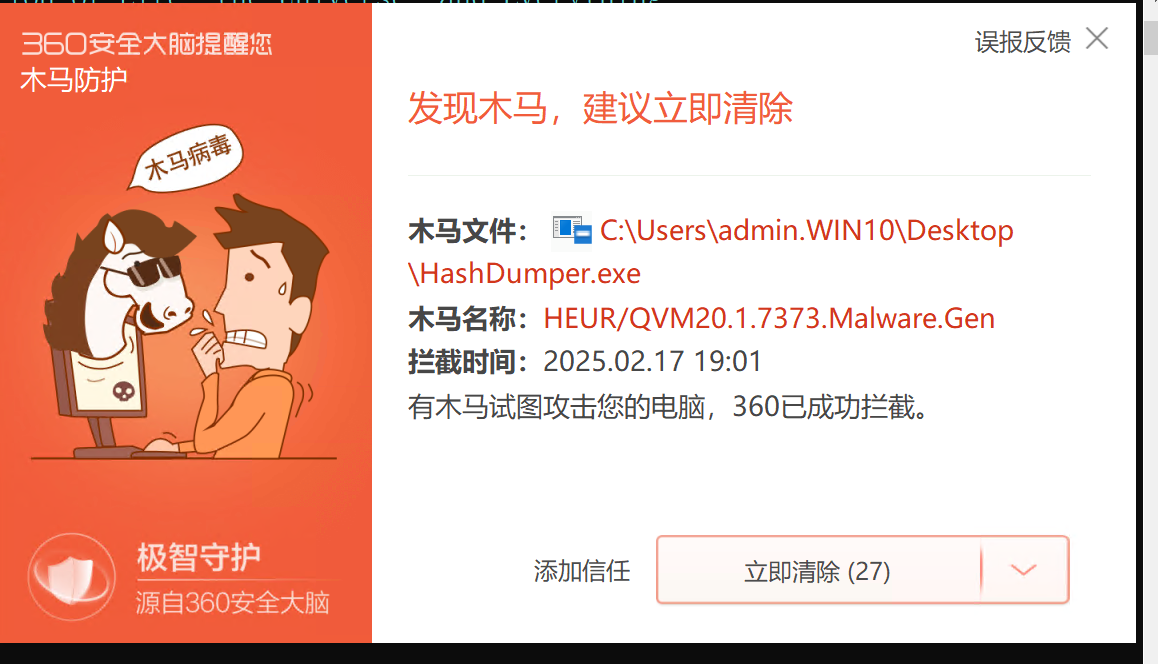 360安全大脑提醒您
木马防护
木马病毒
极智守护
源自360安全大脑
误报反馈
发现木马，建议立即清除
木马文件： C:\Users\admin.WIN10\Desktop
\HashDumper.exe
木马名称：HEUR/QVM20.1.7373.Malware.Gen
拦截时间：2025.02.17 19:01
有木马试图攻击您的电脑，360已成功拦截。
添加信任
立即清除 (27)